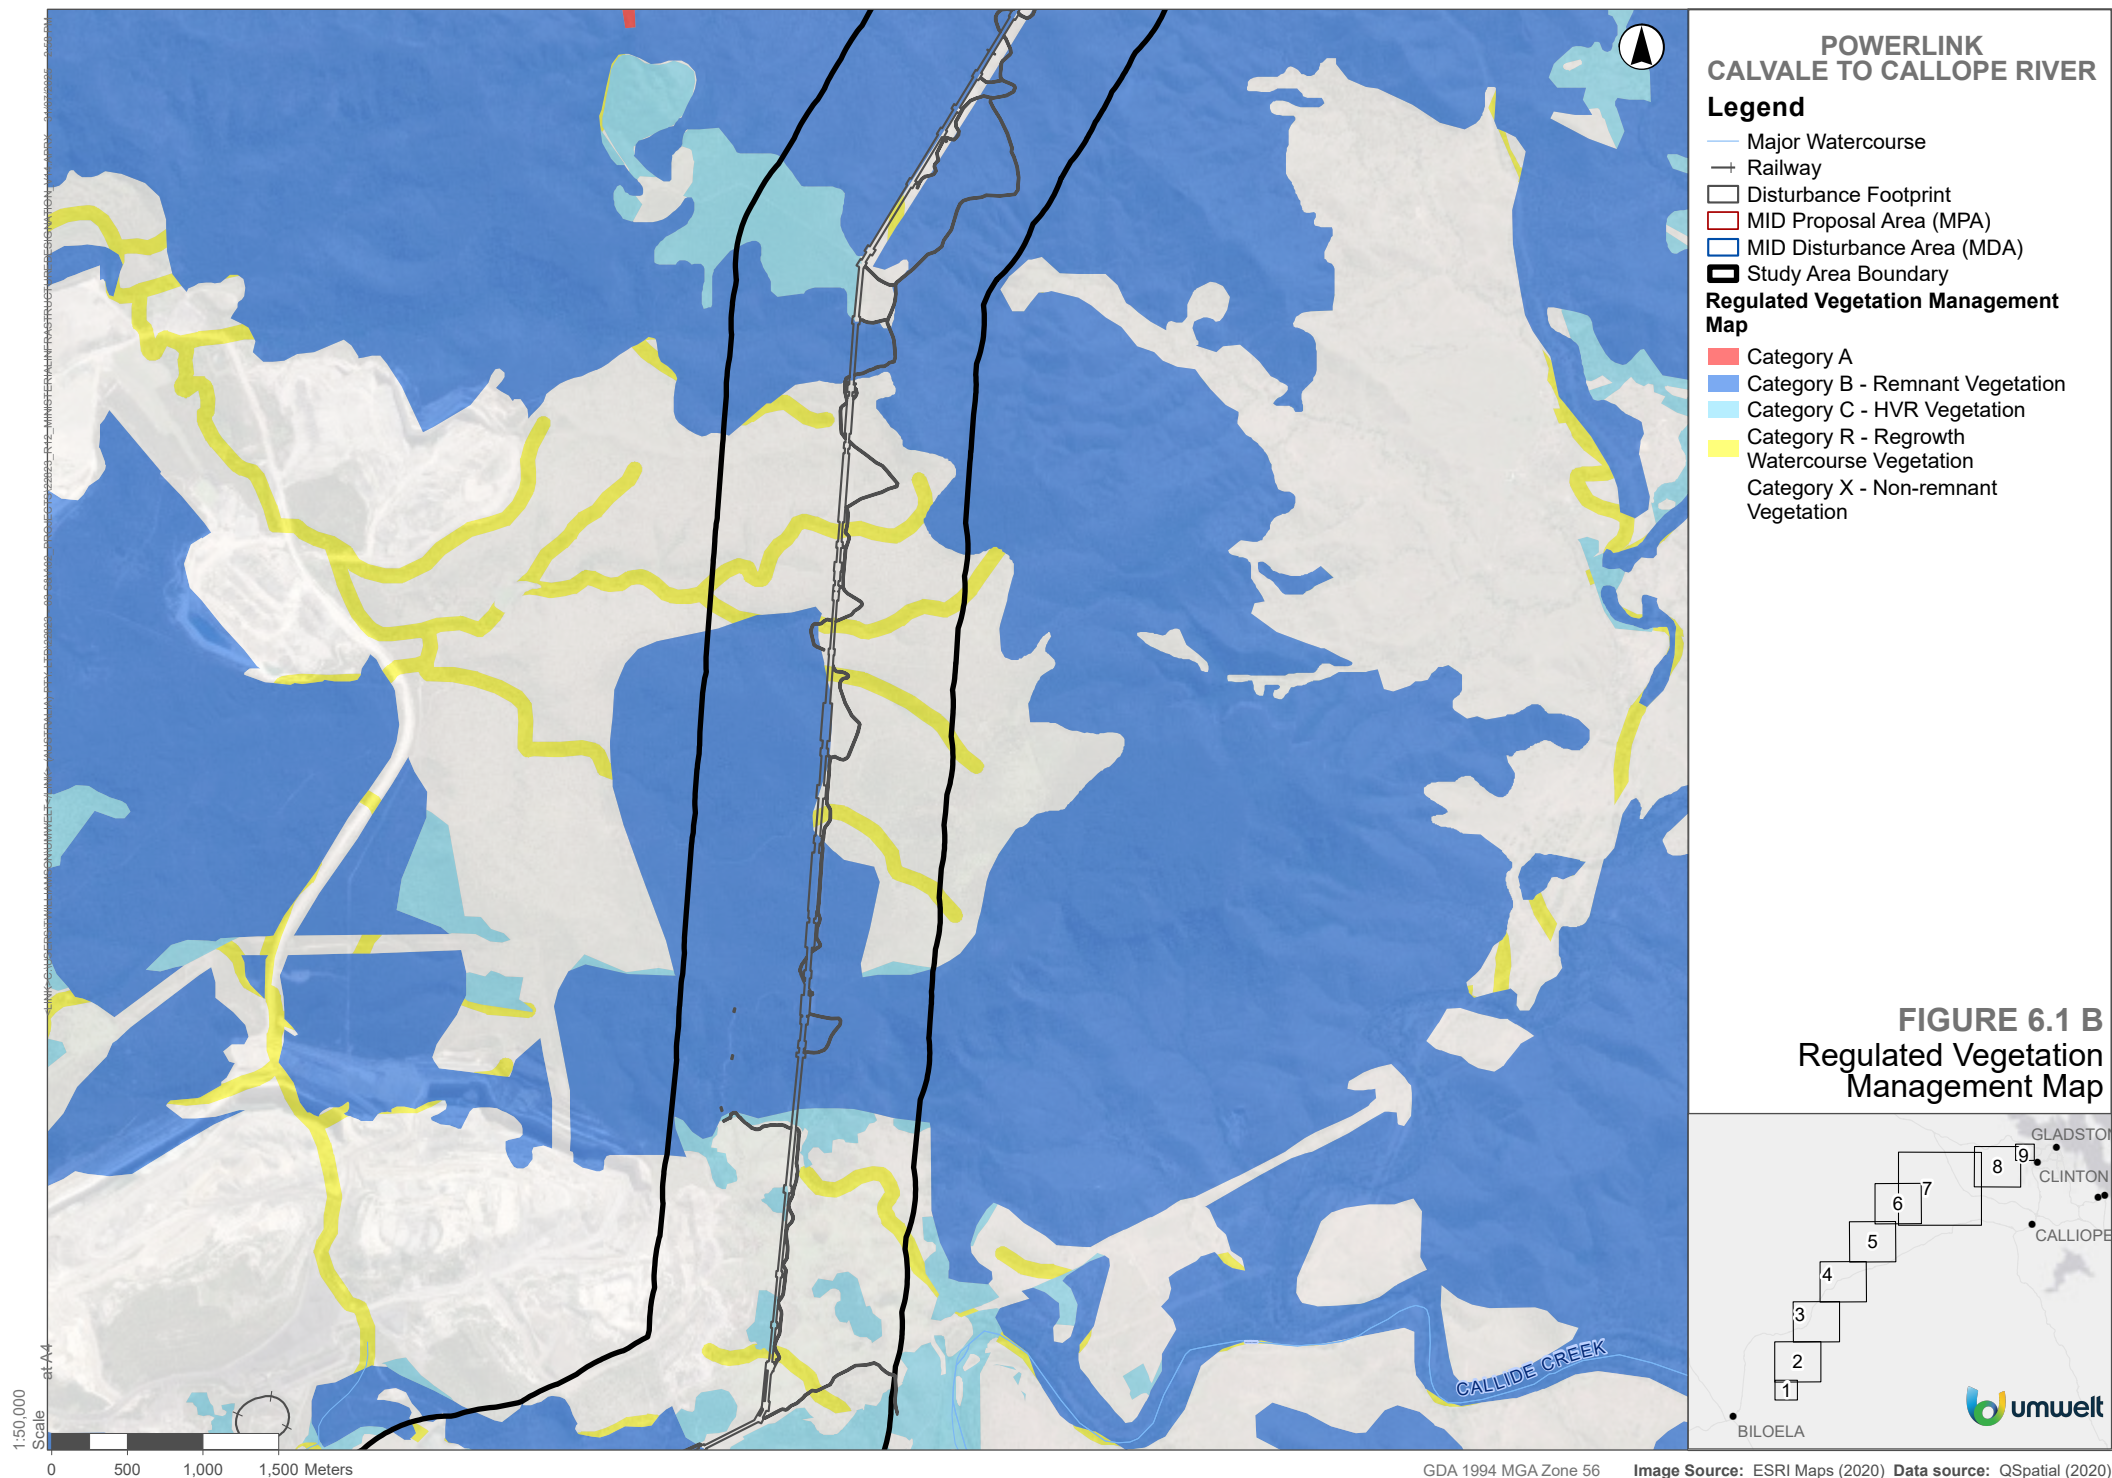 POWERLINK
CALVALE TO CALLOPE RIVER
Legend
Major Watercourse
Railway
Disturbance Footprint
MID Proposal Area (MPA)
MID Disturbance Area (MDA)
Study Area Boundary
Regulated Vegetation Management
Map
Category A
Category B - Remnant Vegetation
Category C - HVR Vegetation
Category R - Regrowth
Watercourse Vegetation
Category X - Non-remnant
Vegetation
FIGURE 6.1 B
Regulated Vegetation
Management Map
GLADSTON
CLINTON
CALLIOPE
BILOELA
9
8
7
6
5
4
3
2
1
umwelt
CALLIDE CREEK
1:50,000
Scale
at A4
0 500 1,000 1,500 Meters
GDA 1994 MGA Zone 56 Image Source: ESRI Maps (2020) Data source: QSpatial (2020)